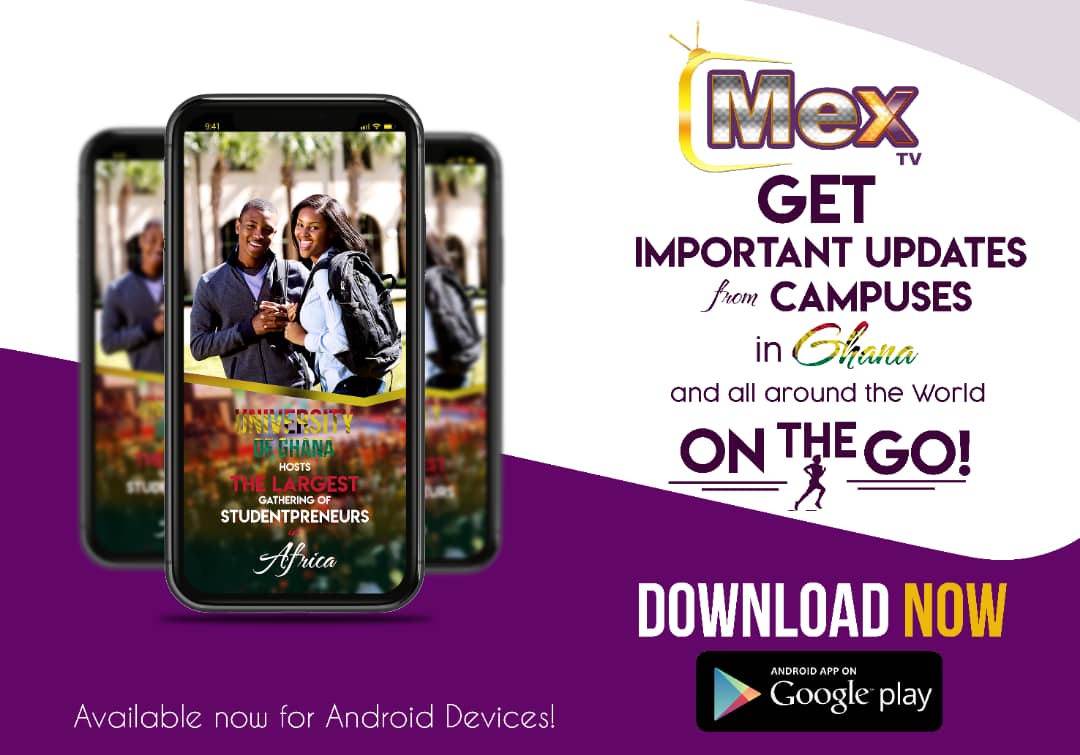 9:41
UNIVERSITY
OF GHANA
HOSTS
THE LARGEST
GATHERING OF
STUDENTPRENEURS
in
Africa
Mex
TV
GET
IMPORTANT UPDATES
from CAMPUSES
in Ghana
and all around the World
ON THE GO!
DOWNLOAD NOW
ANDROID APP ON
Google play
Available now for Android Devices!